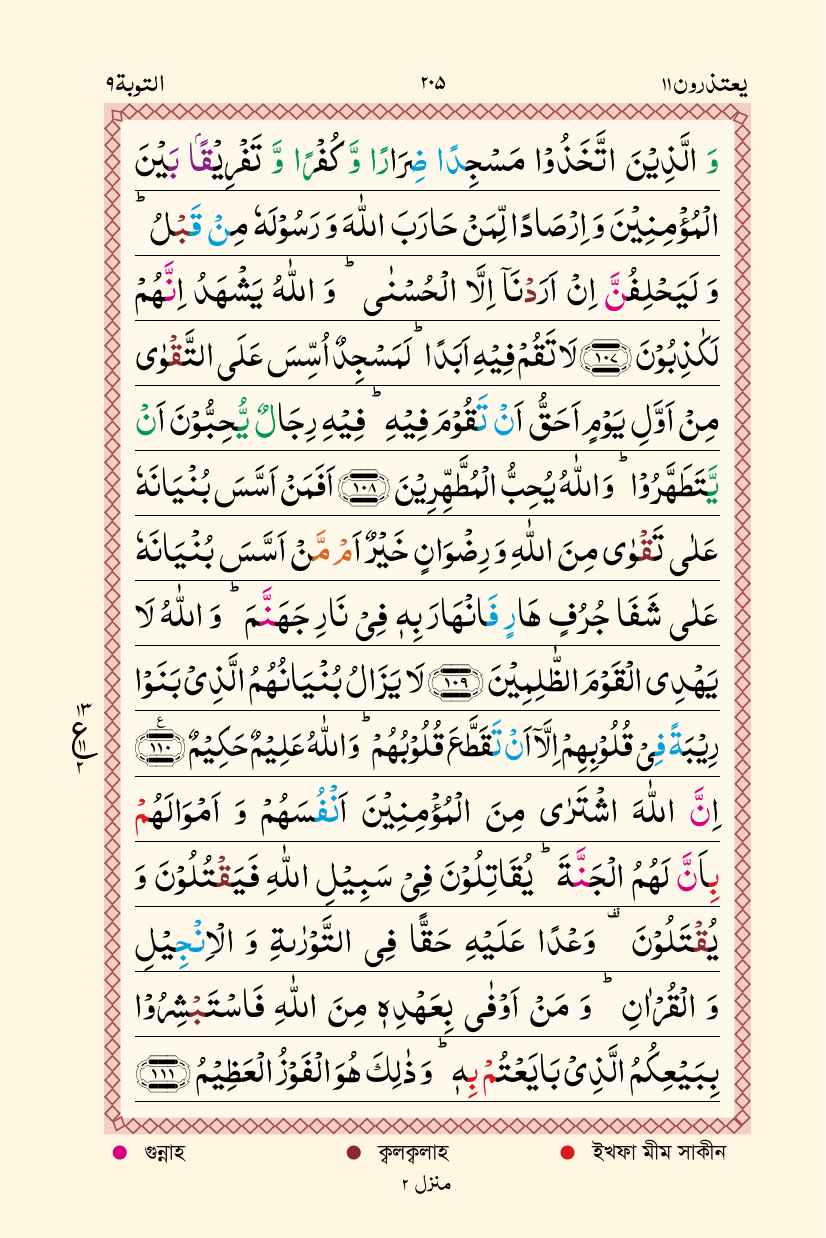 يعتذرون١١ ٢٠۵ التوبة٩
وَ الَّذِيْنَ اتَّخَذُوْا مَسْجِدًا ضِرَارًا وَّ كُفْرًا وَّ تَفْرِيْقًۢا بَيْنَ
الْمُؤْمِنِيْنَ وَ اِرْصَادًا لِّمَنْ حَارَبَ اللّٰهَ وَ رَسُوْلَهٗ مِنْ قَبْلُ ؕ
وَ لَيَحْلِفُنَّ اِنْ اَرَدْنَاۤ اِلَّا الْحُسْنٰى ؕ وَ اللّٰهُ يَشْهَدُ اِنَّهُمْ
لَكٰذِبُوْنَ ﴿١٠٧﴾ لَا تَقُمْ فِيْهِ اَبَدًا ؕ لَمَسْجِدٌ اُسِّسَ عَلَى التَّقْوٰى
مِنْ اَوَّلِ يَوْمٍ اَحَقُّ اَنْ تَقُوْمَ فِيْهِ ؕ فِيْهِ رِجَالٌ يُّحِبُّوْنَ اَنْ
يَّتَطَهَّرُوْا ؕ وَ اللّٰهُ يُحِبُّ الْمُطَّهِّرِيْنَ ﴿١٠٨﴾ اَفَمَنْ اَسَّسَ بُنْيَانَهٗ
عَلٰى تَقْوٰى مِنَ اللّٰهِ وَ رِضْوَانٍ خَيْرٌ اَمْ مَّنْ اَسَّسَ بُنْيَانَهٗ
عَلٰى شَفَا جُرُفٍ هَارٍ فَانْهَارَ بِهٖ فِيْ نَارِ جَهَنَّمَ ؕ وَ اللّٰهُ لَا
يَهْدِى الْقَوْمَ الظّٰلِمِيْنَ ﴿١٠٩﴾ لَا يَزَالُ بُنْيَانُهُمُ الَّذِيْ بَنَوْا
رِيْبَةً فِيْ قُلُوْبِهِمْ اِلَّاۤ اَنْ تَقَطَّعَ قُلُوْبُهُمْ ؕ وَ اللّٰهُ عَلِيْمٌ حَكِيْمٌ ﴿١١٠﴾ ع
١٣ ع ١١ ٢
اِنَّ اللّٰهَ اشْتَرٰى مِنَ الْمُؤْمِنِيْنَ اَنْفُسَهُمْ وَ اَمْوَالَهُمْ
بِاَنَّ لَهُمُ الْجَنَّةَ ؕ يُقَاتِلُوْنَ فِيْ سَبِيْلِ اللّٰهِ فَيَقْتُلُوْنَ وَ
يُقْتَلُوْنَ ۫ وَعْدًا عَلَيْهِ حَقًّا فِى التَّوْرٰىةِ وَ الْاِنْجِيْلِ
وَ الْقُرْاٰنِ ؕ وَ مَنْ اَوْفٰى بِعَهْدِهٖ مِنَ اللّٰهِ فَاسْتَبْشِرُوْا
بِبَيْعِكُمُ الَّذِيْ بَايَعْتُمْ بِهٖ ؕ وَ ذٰلِكَ هُوَ الْفَوْزُ الْعَظِيْمُ ﴿١١١﴾
গুন্নাহ ক্বলক্বলাহ ইখফা মীম সাকীন
منزل ٢